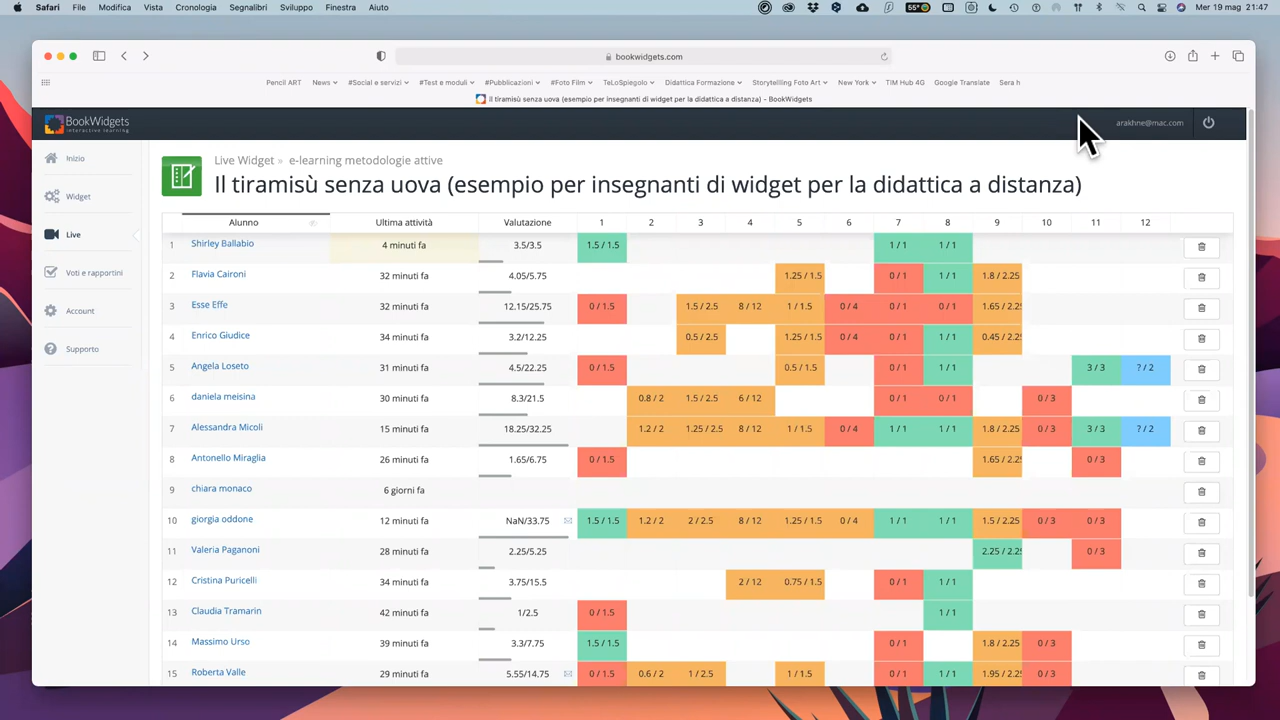 Safari File Modifica Vista Cronologia Segnalibri Sviluppo Finestra Aiuto 55° Mer 19 mag 21:47
bookwidgets.com
Pencil ART News #Social e servizi #Test e moduli #Pubblicazioni #Foto Film TeLoSpiegolo Didattica Formazione Storytelling Foto Art New York TIM Hub 4G Google Translate Sera h
Il tiramisù senza uova (esempio per insegnanti di widget per la didattica a distanza) – BookWidgets
BookWidgets
interactive learning
arakhne@mac.com
Inizio
Widget
Live
Voti e rapportini
Account
Supporto
Live Widget » e-learning metodologie attive
Il tiramisù senza uova (esempio per insegnanti di widget per la didattica a distanza)
Alunno Ultima attività Valutazione 1 2 3 4 5 6 7 8 9 10 11 12
1 Shirley Ballabio 4 minuti fa 3.5/3.5 1.5 / 1.5 1 / 1 1 / 1
2 Flavia Caironi 32 minuti fa 4.05/5.75 1.25 / 1.5 0 / 1 1 / 1 1.8 / 2.25
3 Esse Effe 32 minuti fa 12.15/25.75 0 / 1.5 1.5 / 2.5 8 / 12 1 / 1.5 0 / 4 0 / 1 0 / 1 1.65 / 2.25
4 Enrico Giudice 34 minuti fa 3.2/12.25 0.5 / 2.5 1.25 / 1.5 0 / 4 0 / 1 1 / 1 0.45 / 2.25
5 Angela Loseto 31 minuti fa 4.5/22.25 0 / 1.5 0.5 / 1.5 0 / 1 1 / 1 3 / 3 ? / 2
6 daniela meisina 30 minuti fa 8.3/21.5 0.8 / 2 1.5 / 2.5 6 / 12 0 / 1 0 / 1 0 / 3
7 Alessandra Micoli 15 minuti fa 18.25/32.25 1.2 / 2 1.25 / 2.5 8 / 12 1 / 1.5 0 / 4 1 / 1 1 / 1 1.8 / 2.25 0 / 3 3 / 3 ? / 2
8 Antonello Miraglia 26 minuti fa 1.65/6.75 0 / 1.5 1.65 / 2.25 0 / 3
9 chiara monaco 6 giorni fa
10 giorgia oddone 12 minuti fa NaN/33.75 1.5 / 1.5 1.2 / 2 2 / 2.5 8 / 12 1.25 / 1.5 0 / 4 1 / 1 1 / 1 1.5 / 2.25 0 / 3 0 / 3
11 Valeria Paganoni 28 minuti fa 2.25/5.25 2.25 / 2.25 0 / 3
12 Cristina Puricelli 34 minuti fa 3.75/15.5 2 / 12 0.75 / 1.5 0 / 1 1 / 1
13 Claudia Tramarin 42 minuti fa 1/2.5 0 / 1.5 1 / 1
14 Massimo Urso 39 minuti fa 3.3/7.75 1.5 / 1.5 0 / 1 1.8 / 2.25 0 / 3
15 Roberta Valle 29 minuti fa 5.55/14.75 0 / 1.5 0.6 / 2 1 / 2.5 1 / 1.5 0 / 1 1 / 1 1.95 / 2.25 0 / 3